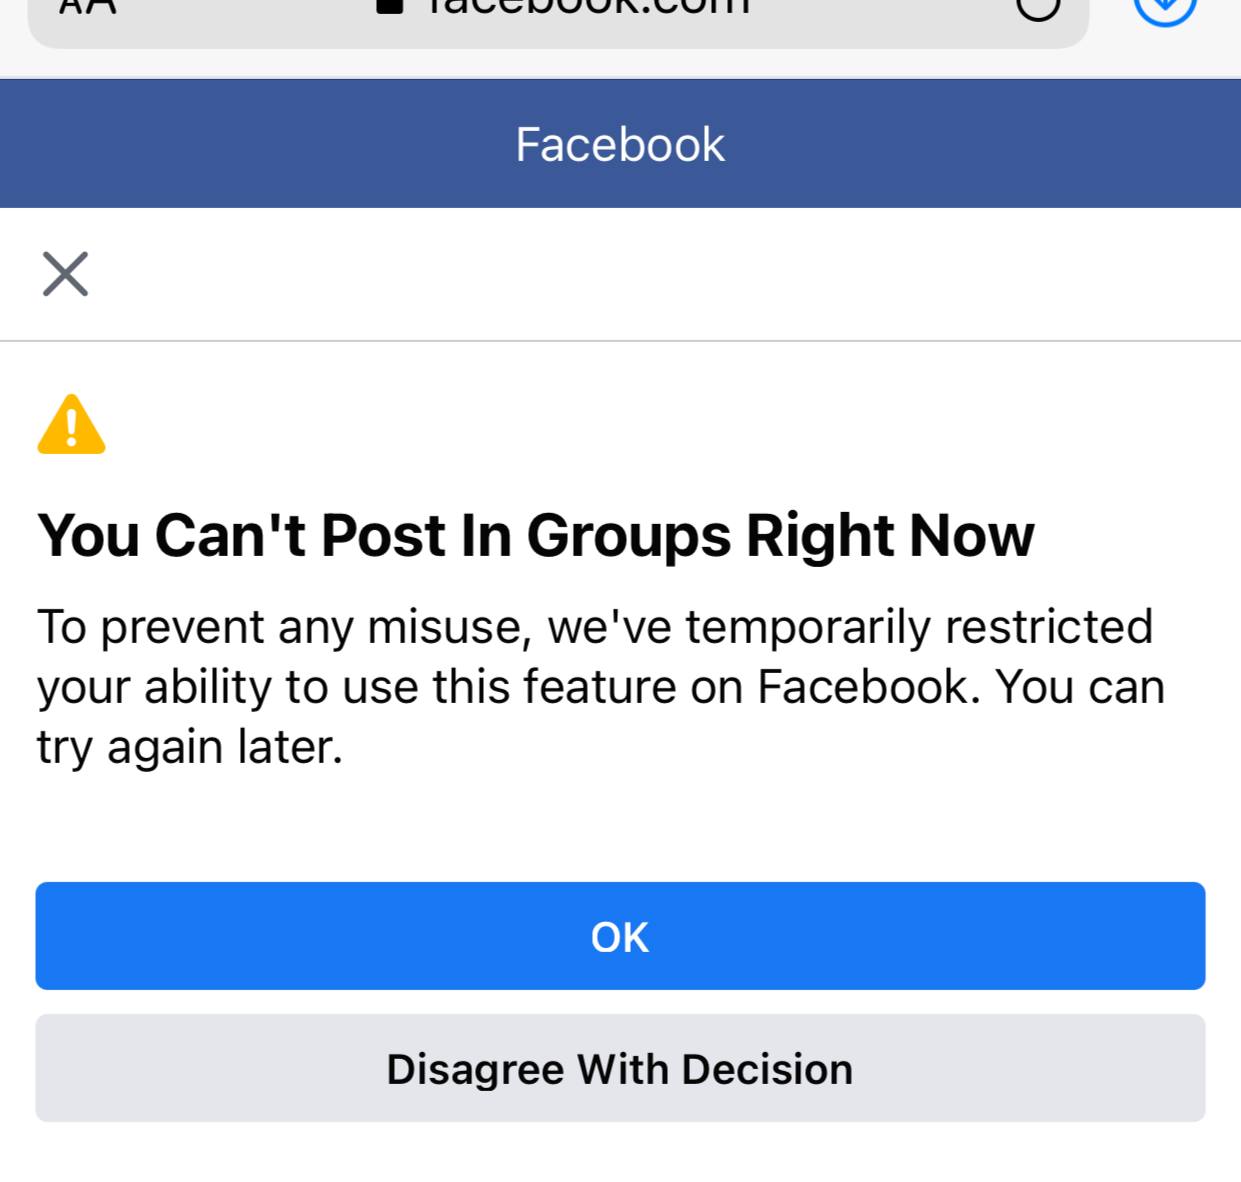 AA facebook.com
Facebook
You Can't Post In Groups Right Now
To prevent any misuse, we've temporarily restricted
your ability to use this feature on Facebook. You can
try again later.
OK
Disagree With Decision